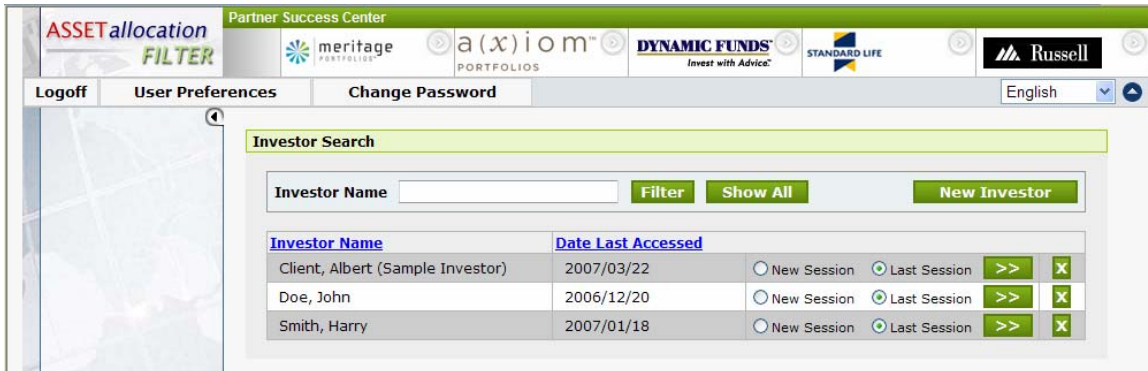 Partner Success Center
ASSET allocation
FILTER
meritage
PORTFOLIOS
a(x)iom™
PORTFOLIOS
DYNAMIC FUNDS®
Invest with Advice.
STANDARD LIFE
Russell
Logoff User Preferences Change Password English
Investor Search
Investor Name Filter Show All New Investor
Investor Name Date Last Accessed
Client, Albert (Sample Investor) 2007/03/22 New Session Last Session >> X
Doe, John 2006/12/20 New Session Last Session >> X
Smith, Harry 2007/01/18 New Session Last Session >> X